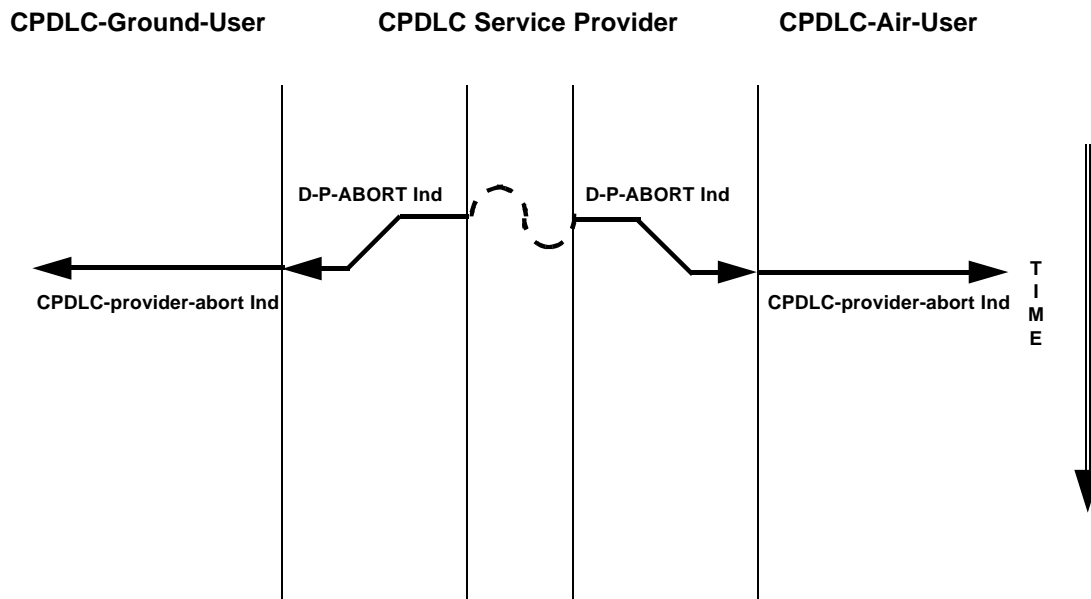 CPDLC-Ground-User
CPDLC Service Provider
CPDLC-Air-User
D-P-ABORT Ind
D-P-ABORT Ind
CPDLC-provider-abort Ind
CPDLC-provider-abort Ind
T
I
M
E